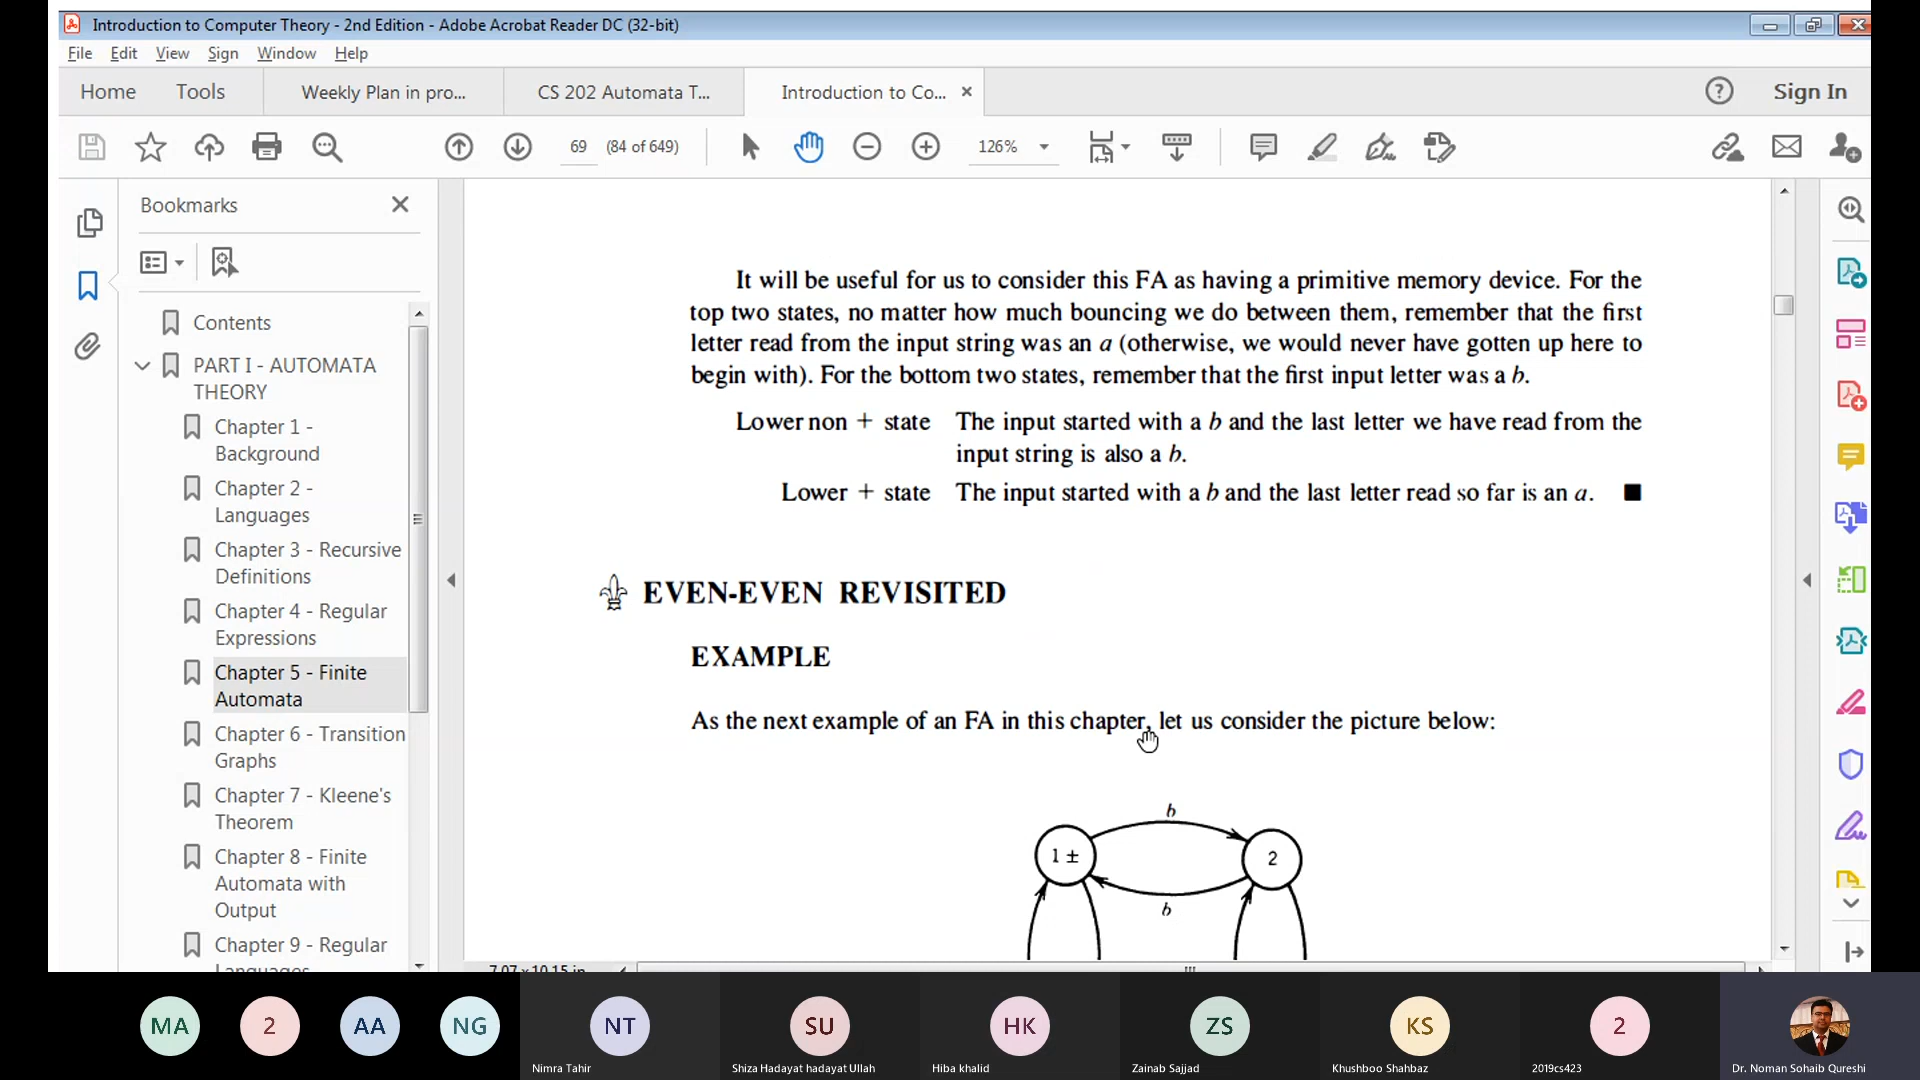 Introduction to Computer Theory - 2nd Edition - Adobe Acrobat Reader DC (32-bit)
File Edit View Sign Window Help
Home Tools Weekly Plan in pro... CS 202 Automata T... Introduction to Co... × ? Sign In
69 (84 of 649) 126%
Bookmarks
Contents
PART I - AUTOMATA
THEORY
Chapter 1 -
Background
Chapter 2 -
Languages
Chapter 3 - Recursive
Definitions
Chapter 4 - Regular
Expressions
Chapter 5 - Finite
Automata
Chapter 6 - Transition
Graphs
Chapter 7 - Kleene's
Theorem
Chapter 8 - Finite
Automata with
Output
Chapter 9 - Regular
Languages
It will be useful for us to consider this FA as having a primitive memory device. For the
top two states, no matter how much bouncing we do between them, remember that the first
letter read from the input string was an a (otherwise, we would never have gotten up here to
begin with). For the bottom two states, remember that the first input letter was a b.
Lower non + state The input started with a b and the last letter we have read from the
input string is also a b.
Lower + state The input started with a b and the last letter read so far is an a. ■
EVEN-EVEN REVISITED
EXAMPLE
As the next example of an FA in this chapter, let us consider the picture below:
b
1 ± 2
b
7.07 x 10.15 in
MA 2 AA NG NT SU HK ZS KS 2
Nimra Tahir Shiza Hadayat hadayat Ullah Hiba khalid Zainab Sajjad Khushboo Shahbaz 2019cs423 Dr. Noman Sohaib Qureshi